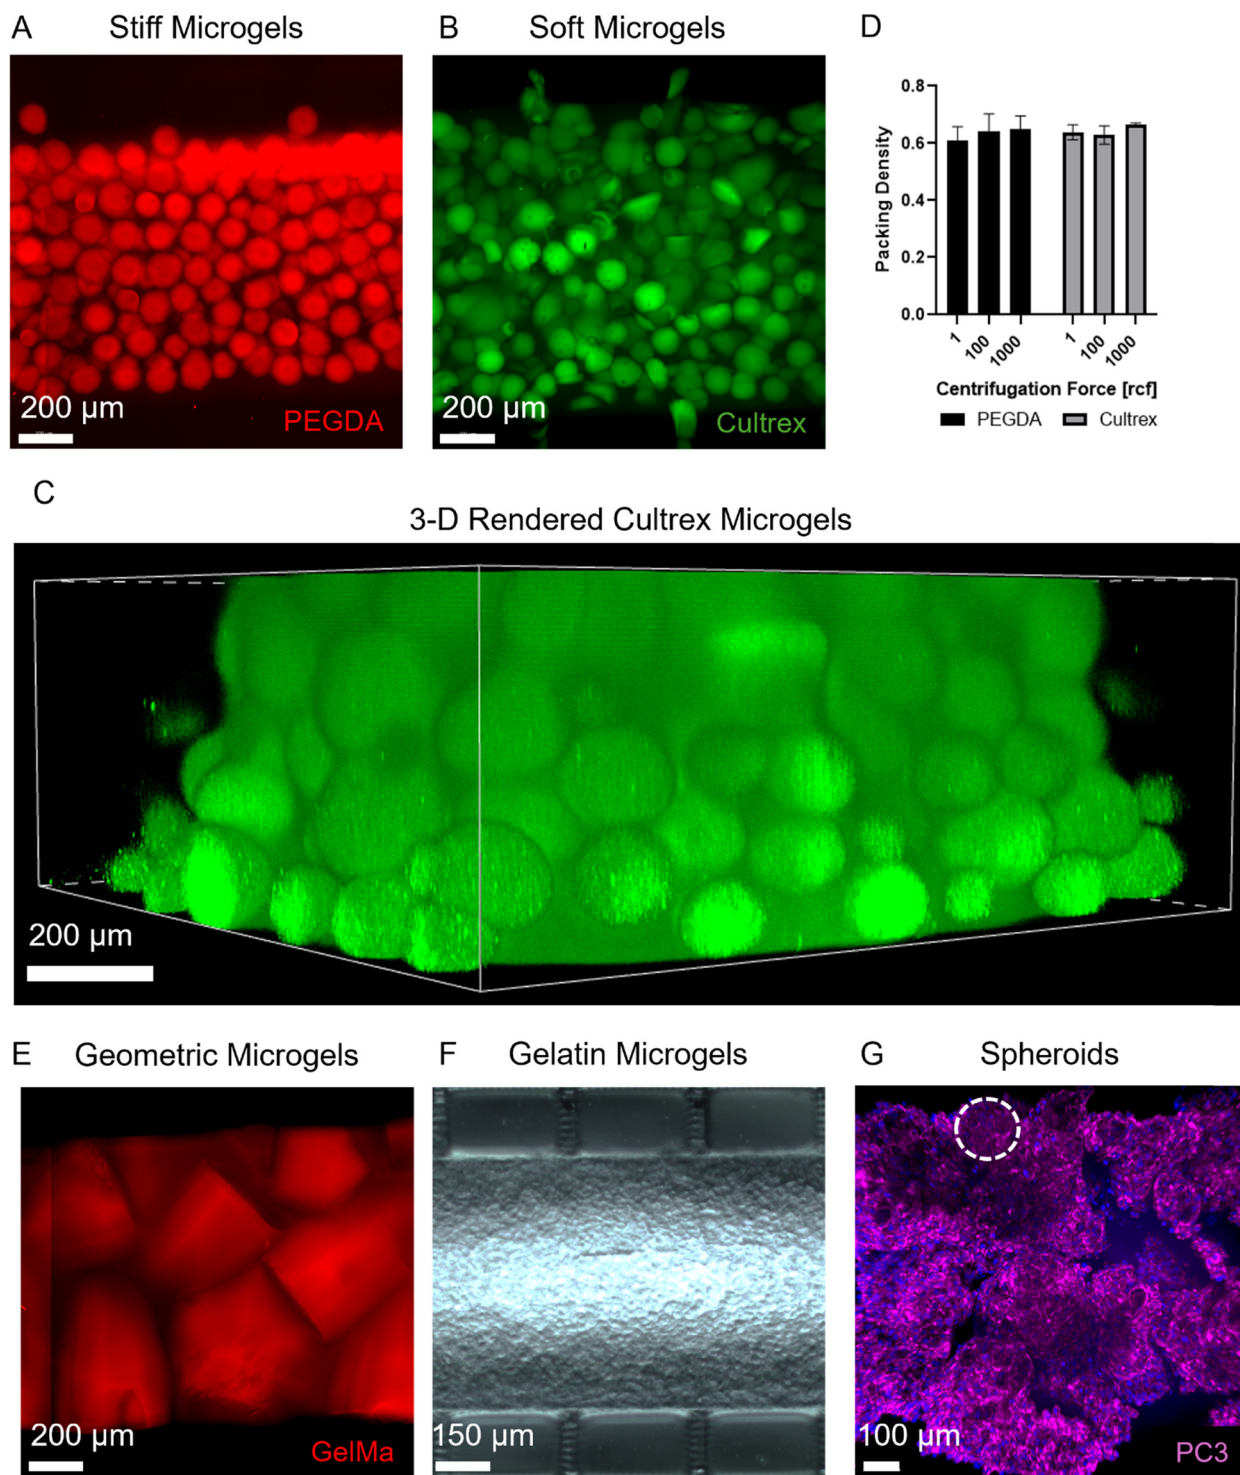 A Stiff Microgels
B Soft Microgels
D
200 µm
PEGDA
200 µm
Cultrex
0.8
0.6
0.4
0.2
0.0
Packing Density
1 100 1000 1 100 1000
Centrifugation Force [rcf]
PEGDA Cultrex
C
3-D Rendered Cultrex Microgels
200 µm
E Geometric Microgels
F Gelatin Microgels
G Spheroids
200 µm
GelMa
150 µm
100 µm
PC3